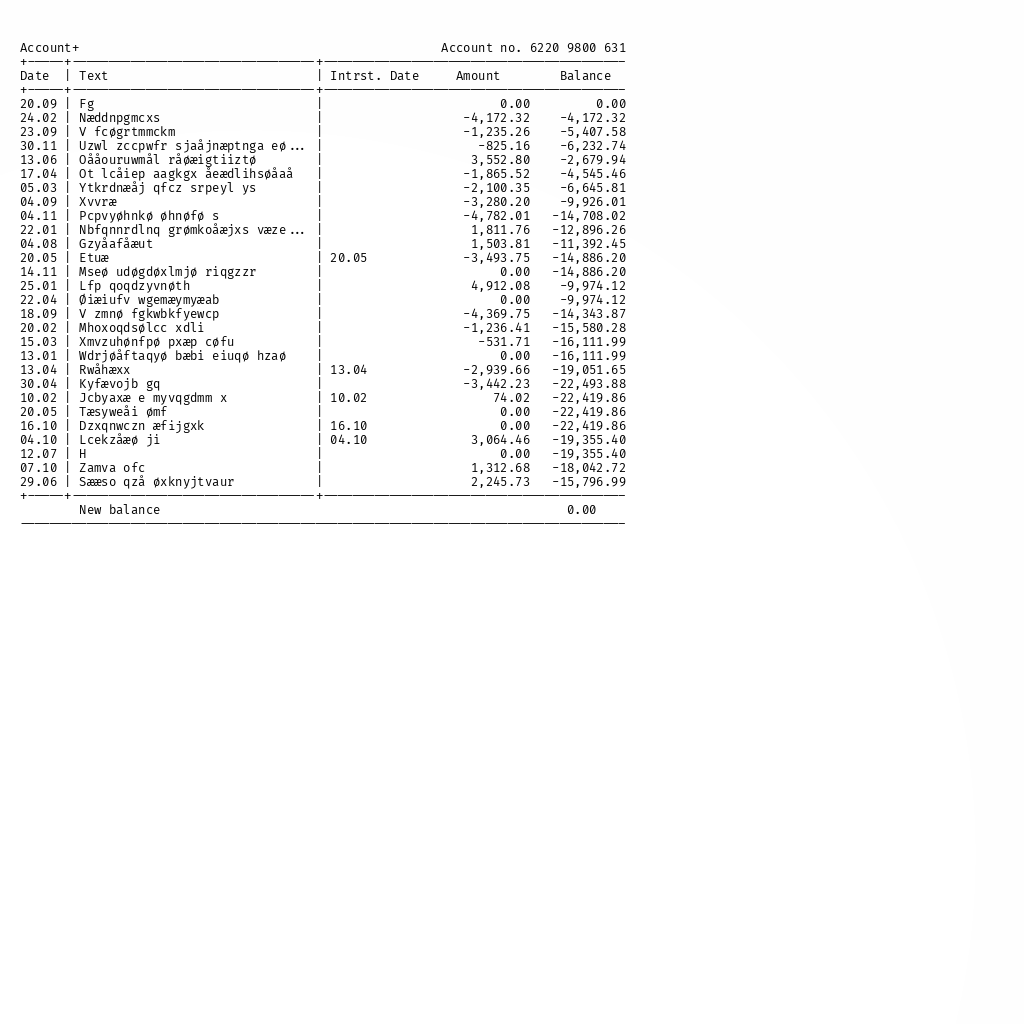 Account+ Account no. 6220 9800 631
Date | Text | Intrst. Date Amount Balance
20.09 | Fg | 0.00 0.00
24.02 | Næddnpgmcxs | -4,172.32 -4,172.32
23.09 | V fcøgrtmmckm | -1,235.26 -5,407.58
30.11 | Uzwl zccpwfr sjaåjnæptnga eø... | -825.16 -6,232.74
13.06 | Oååouruwmål råøæigtiiztø | 3,552.80 -2,679.94
17.04 | Ot lcåiep aagkgx åeædlihsøåaå | -1,865.52 -4,545.46
05.03 | Ytkrdnæåj qfcz srpeyl ys | -2,100.35 -6,645.81
04.09 | Xvvræ | -3,280.20 -9,926.01
04.11 | Pcpvyøhnkø øhnøfø s | -4,782.01 -14,708.02
22.01 | Nbfqnnrdlnq grømkoåæjxs væze... | 1,811.76 -12,896.26
04.08 | Gzyåafåæut | 1,503.81 -11,392.45
20.05 | Etuæ | 20.05 -3,493.75 -14,886.20
14.11 | Mseø udøgdøxlmjø riqgzzr | 0.00 -14,886.20
25.01 | Lfp qoqdzyvnøth | 4,912.08 -9,974.12
22.04 | Øiæiufv wgemæymyæab | 0.00 -9,974.12
18.09 | V zmnø fgkwbkfyewcp | -4,369.75 -14,343.87
20.02 | Mhoxoqdsølcc xdli | -1,236.41 -15,580.28
15.03 | Xmvzuhønfpø pxæp cøfu | -531.71 -16,111.99
13.01 | Wdrjøåftaqyø bæbi eiuqø hzaø | 0.00 -16,111.99
13.04 | Rwåhæxx | 13.04 -2,939.66 -19,051.65
30.04 | Kyfævojb gq | -3,442.23 -22,493.88
10.02 | Jcbyaxæ e myvqgdmm x | 10.02 74.02 -22,419.86
20.05 | Tæsyweåi ømf | 0.00 -22,419.86
16.10 | Dzxqnwczn æfijgxk | 16.10 0.00 -22,419.86
04.10 | Lcekzåæø ji | 04.10 3,064.46 -19,355.40
12.07 | H | 0.00 -19,355.40
07.10 | Zamva ofc | 1,312.68 -18,042.72
29.06 | Sææso qzå øxknyjtvaur | 2,245.73 -15,796.99
New balance 0.00